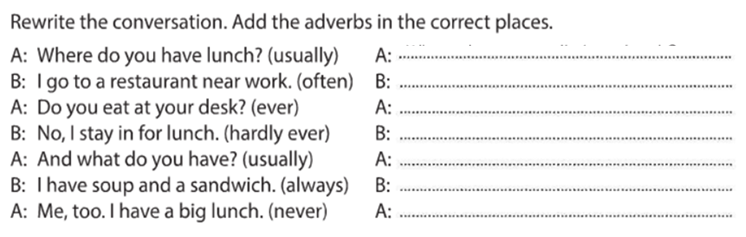 Rewrite the conversation. Add the adverbs in the correct places.
A: Where do you have lunch? (usually) A:
B: I go to a restaurant near work. (often) B:
A: Do you eat at your desk? (ever) A:
B: No, I stay in for lunch. (hardly ever) B:
A: And what do you have? (usually) A:
B: I have soup and a sandwich. (always) B:
A: Me, too. I have a big lunch. (never) A: